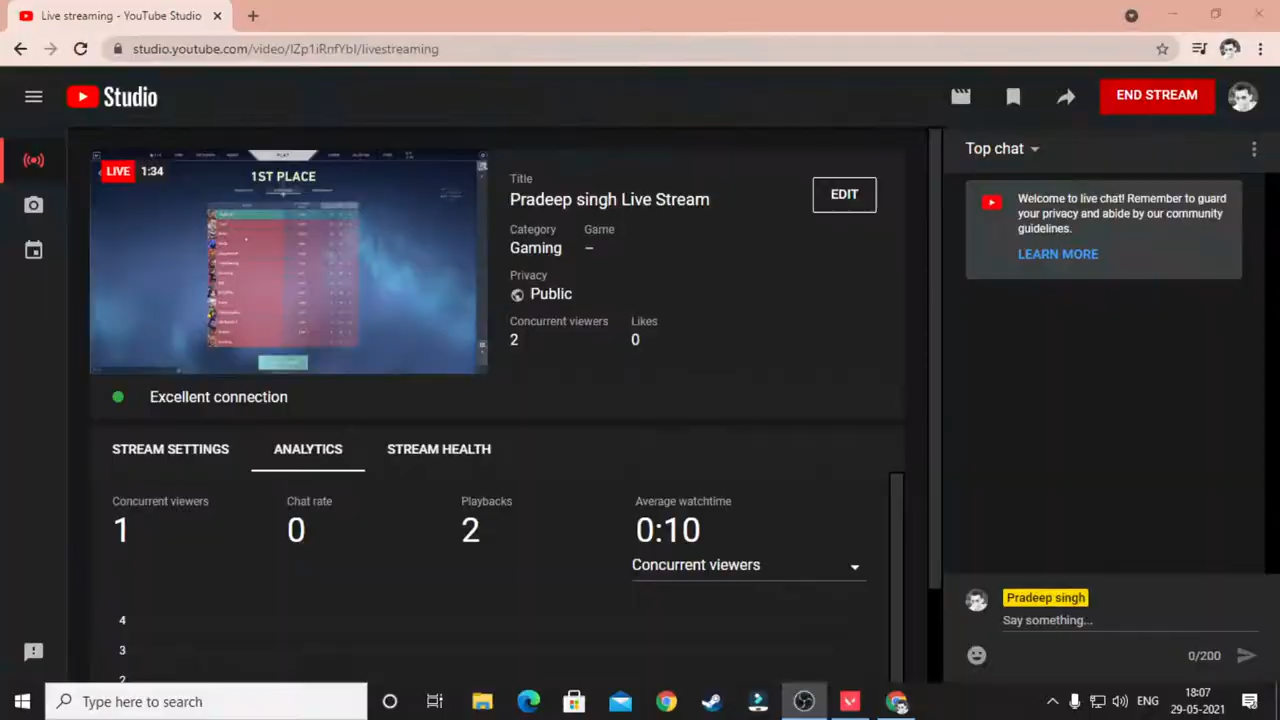 Live streaming - YouTube Studio
studio.youtube.com/video/lZp1iRnfYbI/livestreaming
Studio
END STREAM
LIVE 1:34
PLAY
1ST PLACE
Title
Pradeep singh Live Stream
EDIT
Category Game
Gaming –
Privacy
Public
Concurrent viewers Likes
2 0
Excellent connection
STREAM SETTINGS ANALYTICS STREAM HEALTH
Concurrent viewers Chat rate Playbacks Average watchtime
1 0 2 0:10
Concurrent viewers
4
3
2
Top chat
Welcome to live chat! Remember to guard
your privacy and abide by our community
guidelines.
LEARN MORE
Pradeep singh
Say something...
0/200
Type here to search
ENG
18:07
29-05-2021